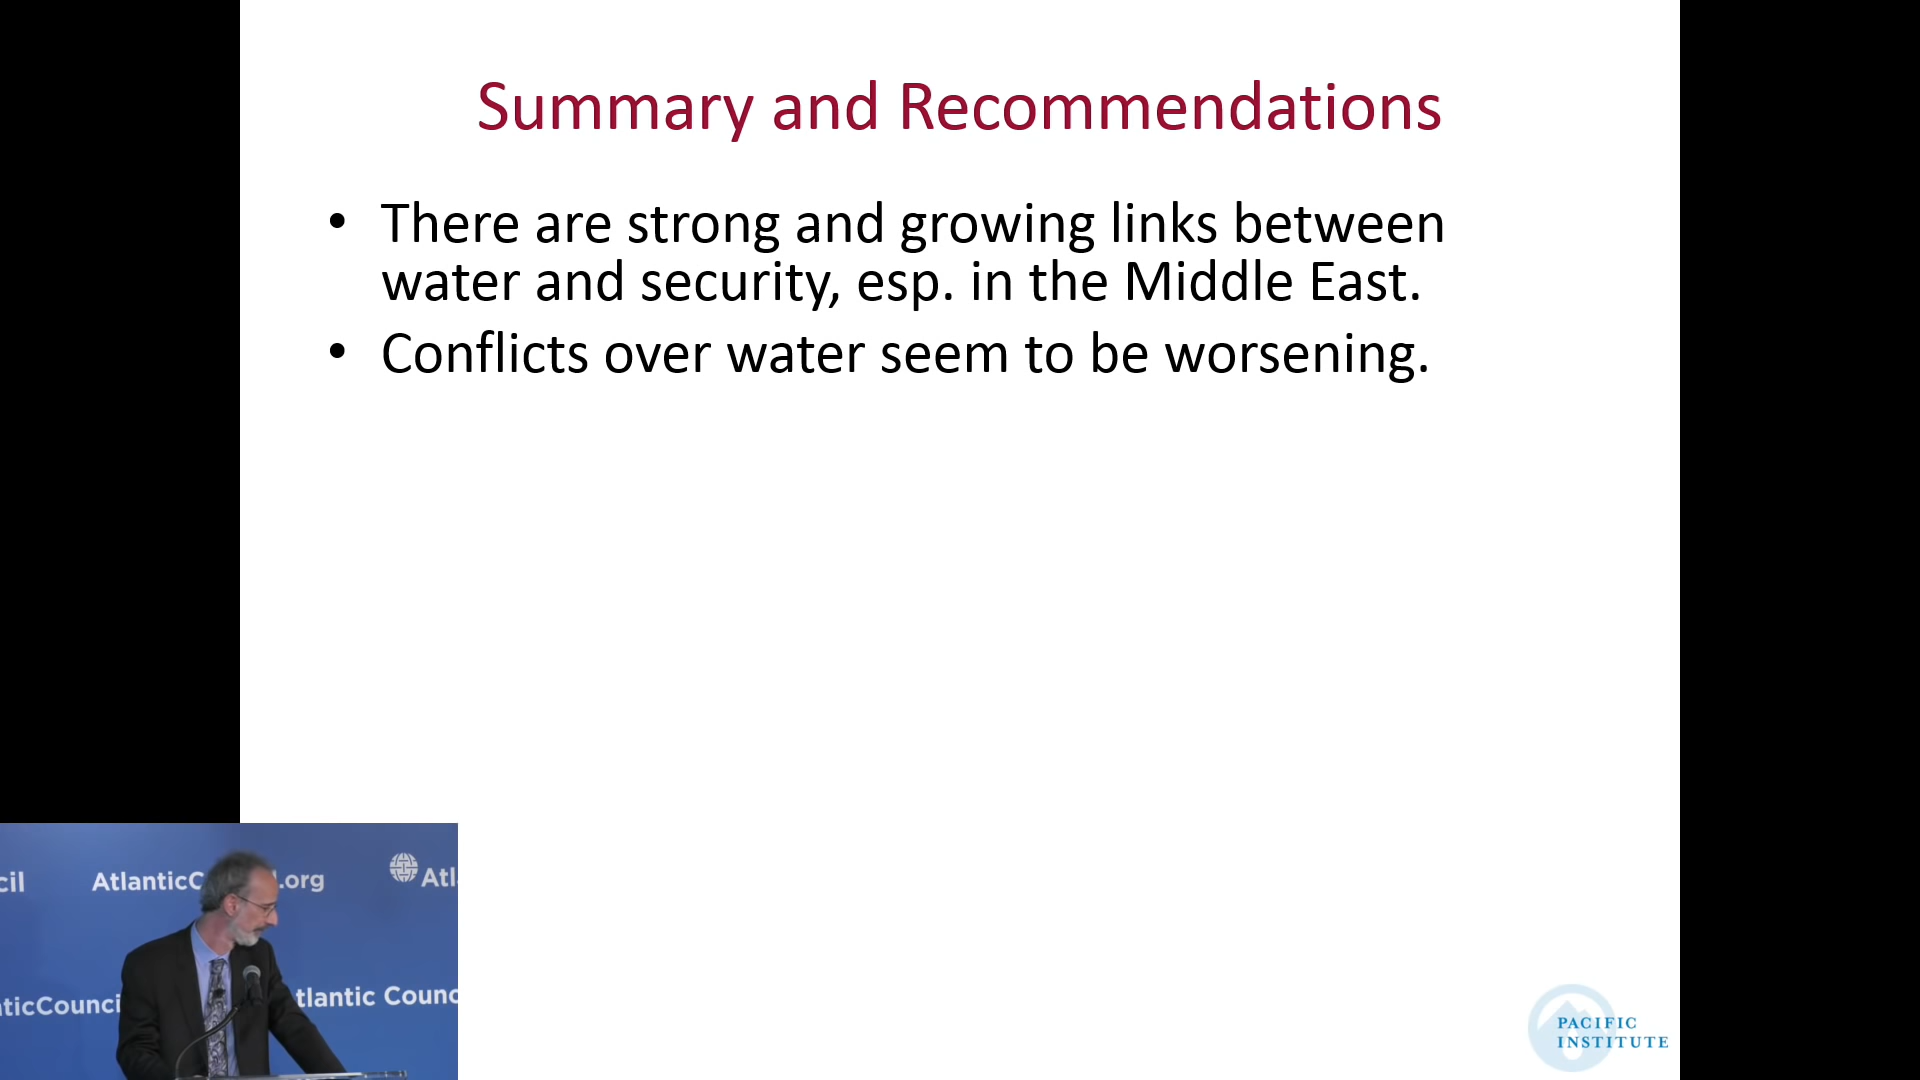 Summary and Recommendations
• There are strong and growing links between
water and security, esp. in the Middle East.
• Conflicts over water seem to be worsening.
cil
AtlanticC
.org
Atl
ticCounci
tlantic Counc
PACIFIC
INSTITUTE